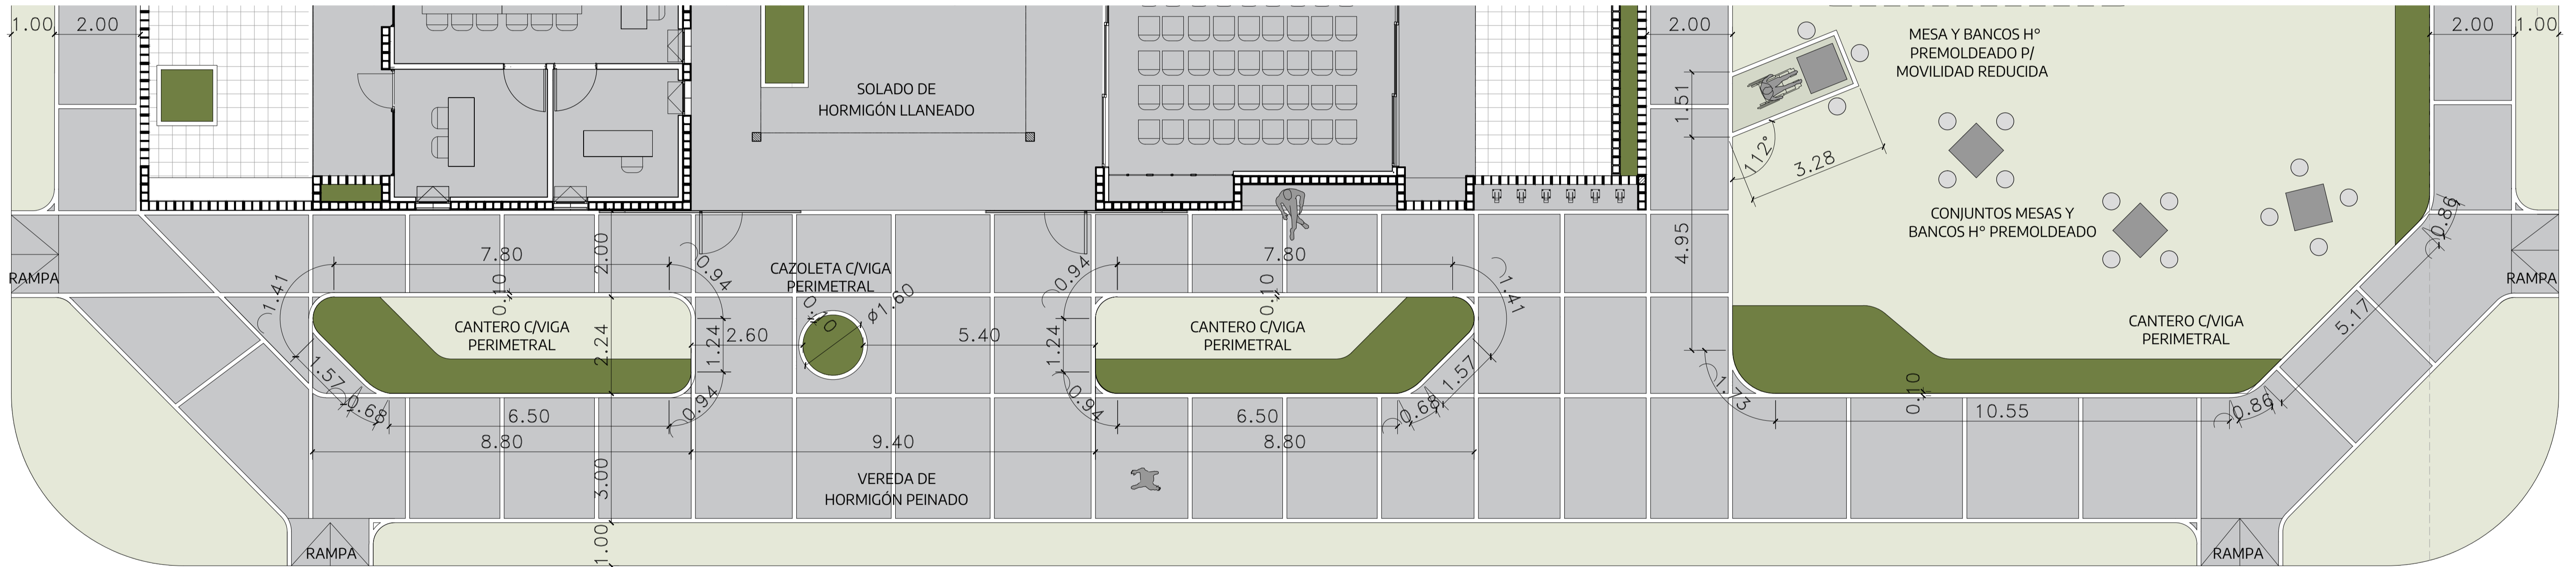 1.00
2.00
2.00
2.00
1.00
MESA Y BANCOS H°
PREMOLDEADO P/
MOVILIDAD REDUCIDA
SOLADO DE
HORMIGÓN LLANEADO
1.51
112°
3.28
CONJUNTOS MESAS Y
BANCOS H° PREMOLDEADO
0.86
4.95
RAMPA
7.80
2.00
0.94
CAZOLETA C/VIGA
PERIMETRAL
0.94
7.80
RAMPA
1.41
0.10
0.10
ø1.60
0.10
1.41
CANTERO C/VIGA
PERIMETRAL
2.24
1.24
2.60
5.40
1.24
CANTERO C/VIGA
PERIMETRAL
CANTERO C/VIGA
PERIMETRAL
5.17
1.57
0.68
6.50
0.94
0.94
6.50
0.68
1.57
1.73
0.10
10.55
0.86
8.80
9.40
8.80
3.00
VEREDA DE
HORMIGÓN PEINADO
1.00
RAMPA
RAMPA